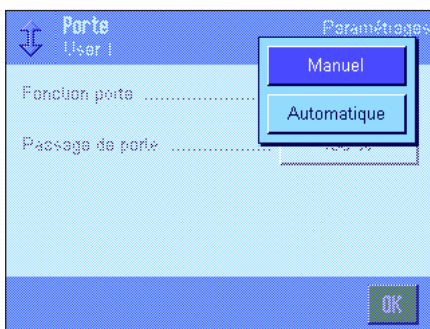 Porte
Paramétrages
User 1
Manuel
Fonction porte ....................
Automatique
Passage de porte ..................
OK